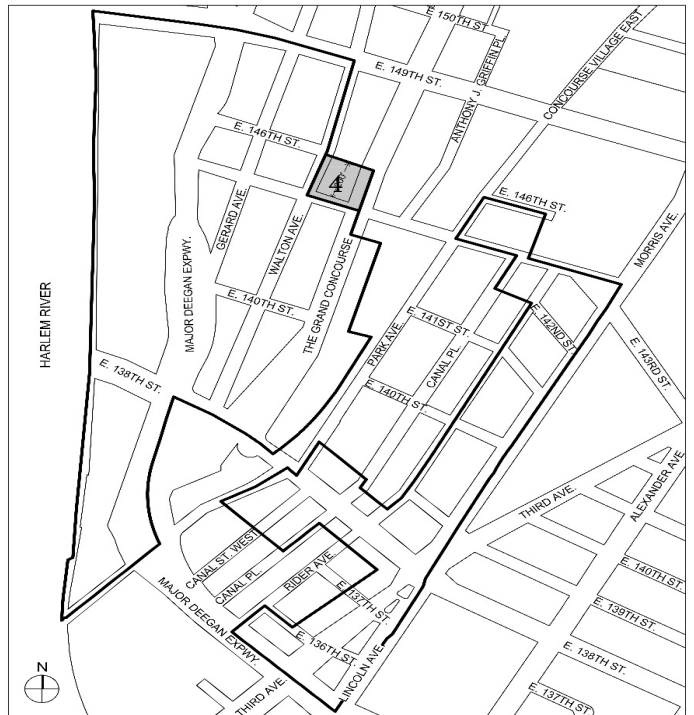 150TH ST.
E. 149TH ST.
ANTHONY J. GRIFFIN PL.
CONCOURSE VILLAGE EAST
E. 146TH ST.
4
E. 146TH ST.
MORRIS AVE.
GERARD AVE.
WALTON AVE.
THE GRAND CONCOURSE
MAJOR DEEGAN EXPWY.
HARLEM RIVER
E. 140TH ST.
E. 141ST ST.
E. 142ND ST.
E. 143RD ST.
PARK AVE.
CANAL PL.
E. 138TH ST.
E. 140TH ST.
THIRD AVE.
ALEXANDER AVE.
CANAL ST. WEST
CANAL PL.
RIDER AVE.
E. 137TH ST.
E. 136TH ST.
MAJOR DEEGAN EXPWY.
LINCOLN AVE.
THIRD AVE.
E. 140TH ST.
E. 139TH ST.
E. 138TH ST.
E. 137TH ST.
N